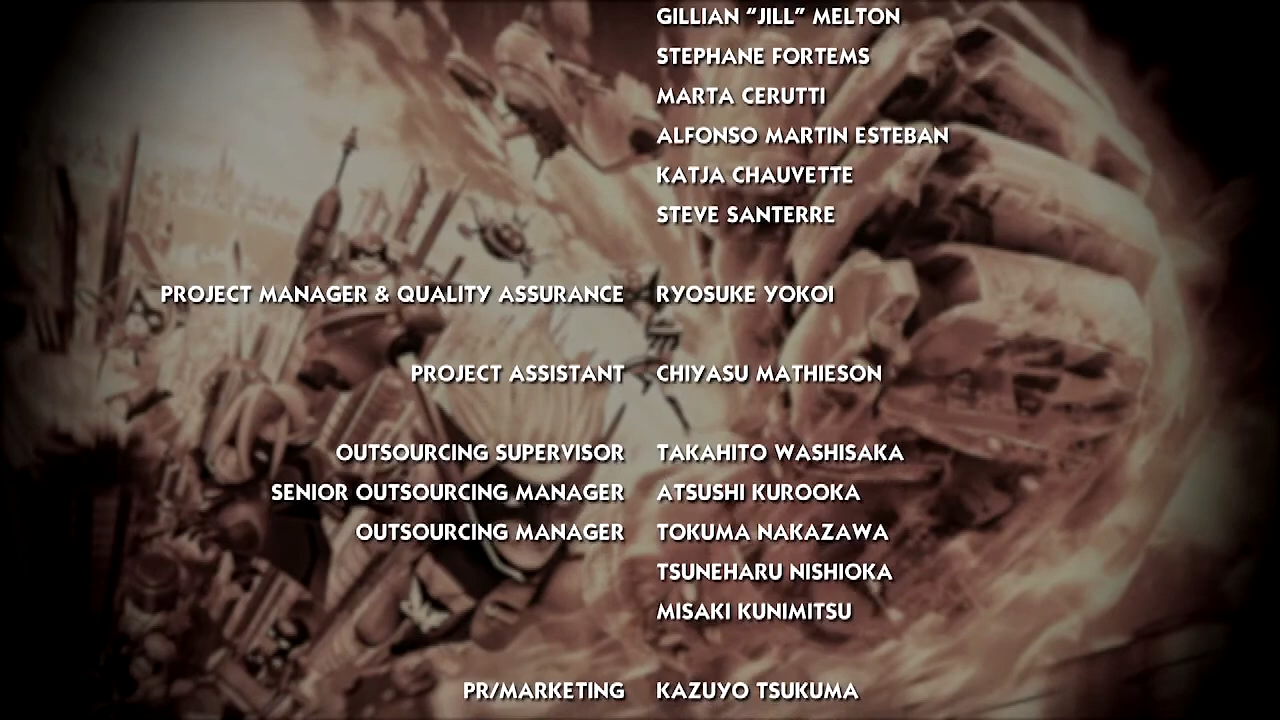 GILLIAN “JILL” MELTON
STEPHANE FORTEMS
MARTA CERUTTI
ALFONSO MARTIN ESTEBAN
KATJA CHAUVETTE
STEVE SANTERRE
PROJECT MANAGER & QUALITY ASSURANCE RYOSUKE YOKOI
PROJECT ASSISTANT CHIYASU MATHIESON
OUTSOURCING SUPERVISOR TAKAHITO WASHISAKA
SENIOR OUTSOURCING MANAGER ATSUSHI KUROOKA
OUTSOURCING MANAGER TOKUMA NAKAZAWA
TSUNEHARU NISHIOKA
MISAKI KUNIMITSU
PR/MARKETING KAZUYO TSUKUMA